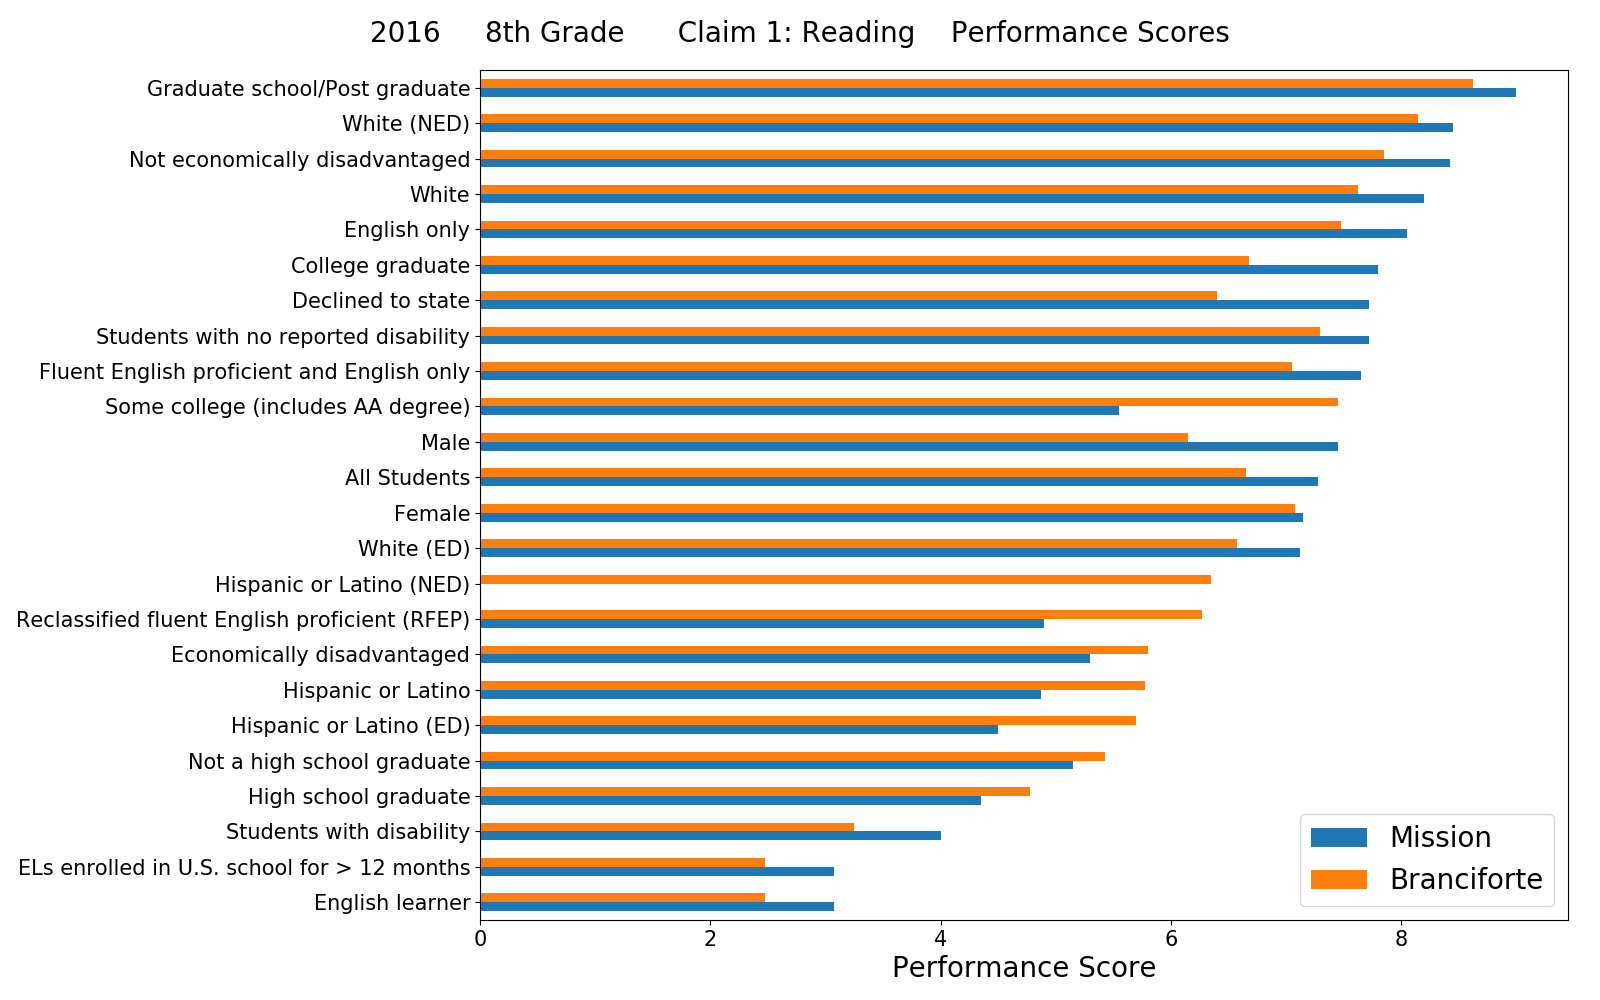 2016 8th Grade Claim 1: Reading Performance Scores
Graduate school/Post graduate
White (NED)
Not economically disadvantaged
White
English only
College graduate
Declined to state
Students with no reported disability
Fluent English proficient and English only
Some college (includes AA degree)
Male
All Students
Female
White (ED)
Hispanic or Latino (NED)
Reclassified fluent English proficient (RFEP)
Economically disadvantaged
Hispanic or Latino
Hispanic or Latino (ED)
Not a high school graduate
High school graduate
Students with disability
ELs enrolled in U.S. school for > 12 months
English learner
Mission
Branciforte
0 2 4 6 8
Performance Score